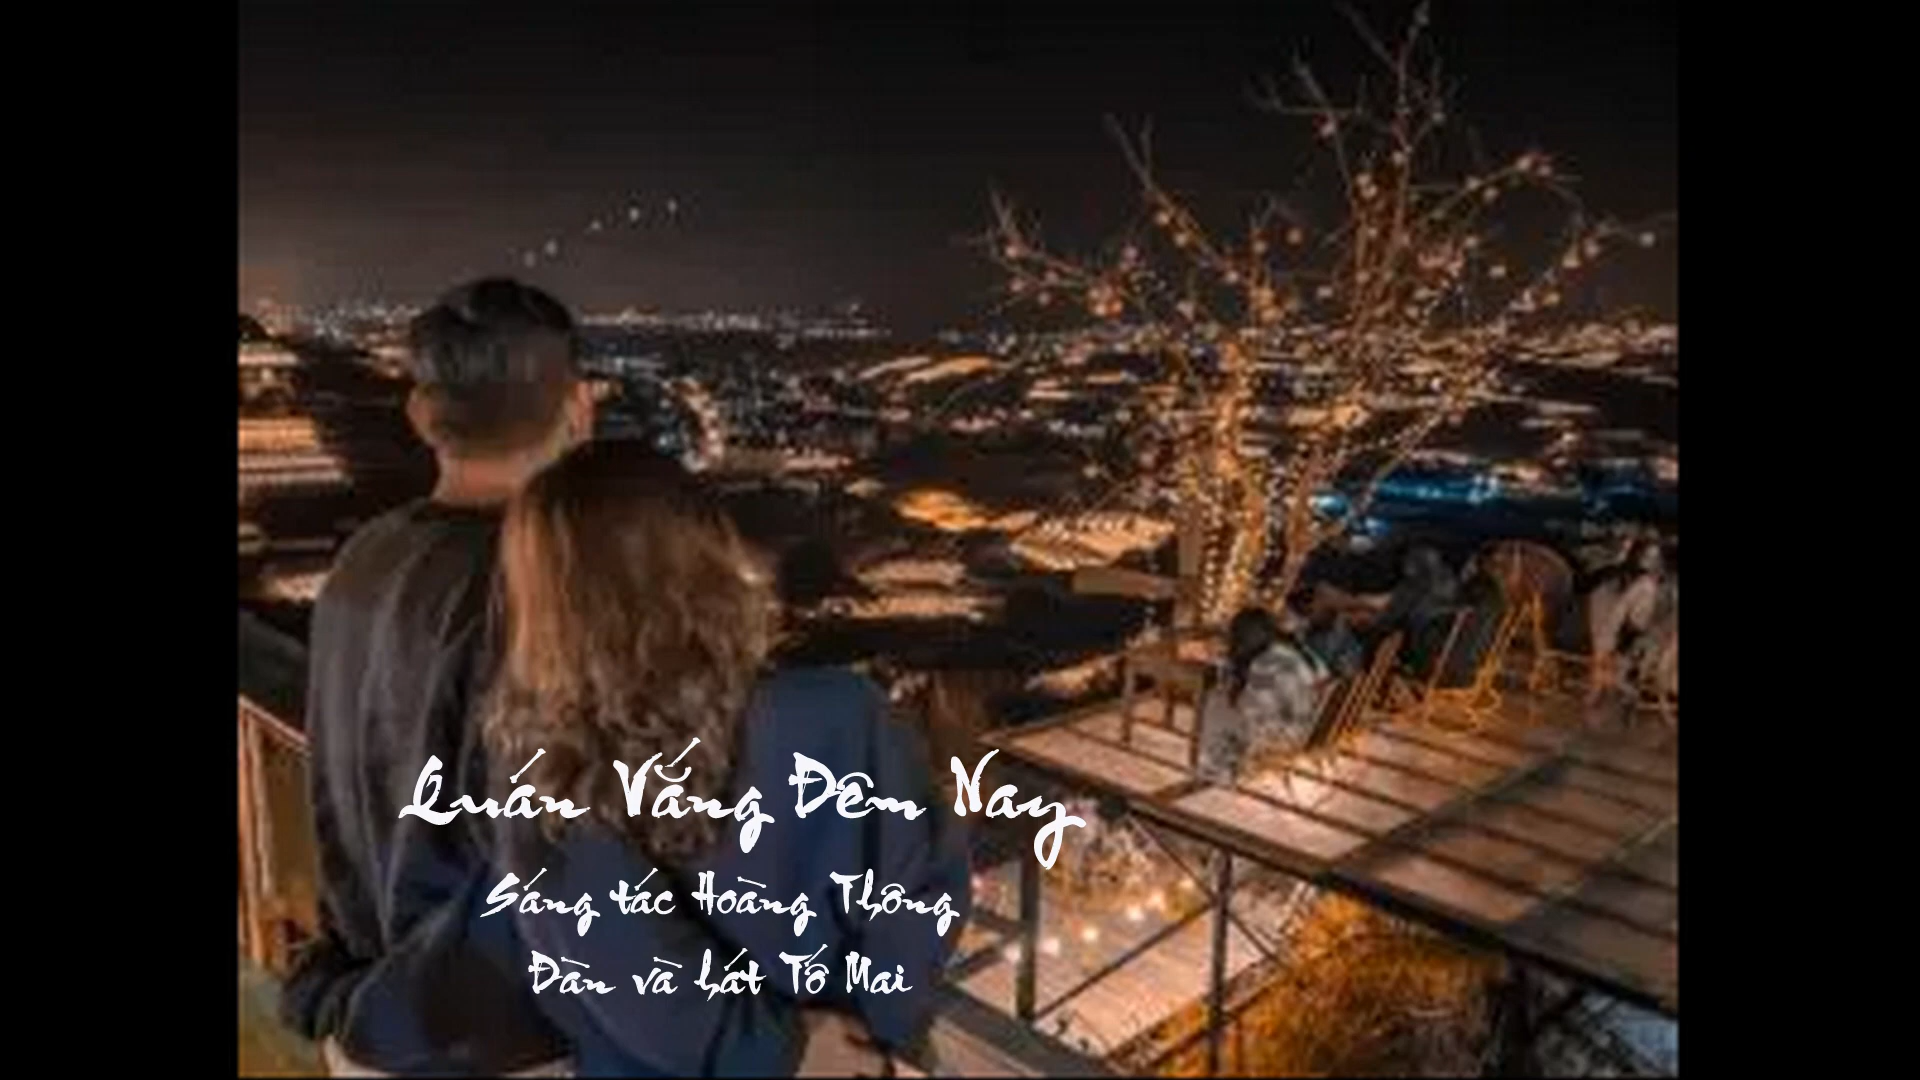 Quán Vắng Đêm Nay
Sáng tác Hoàng Thông
Đàn và hát Tố Mai